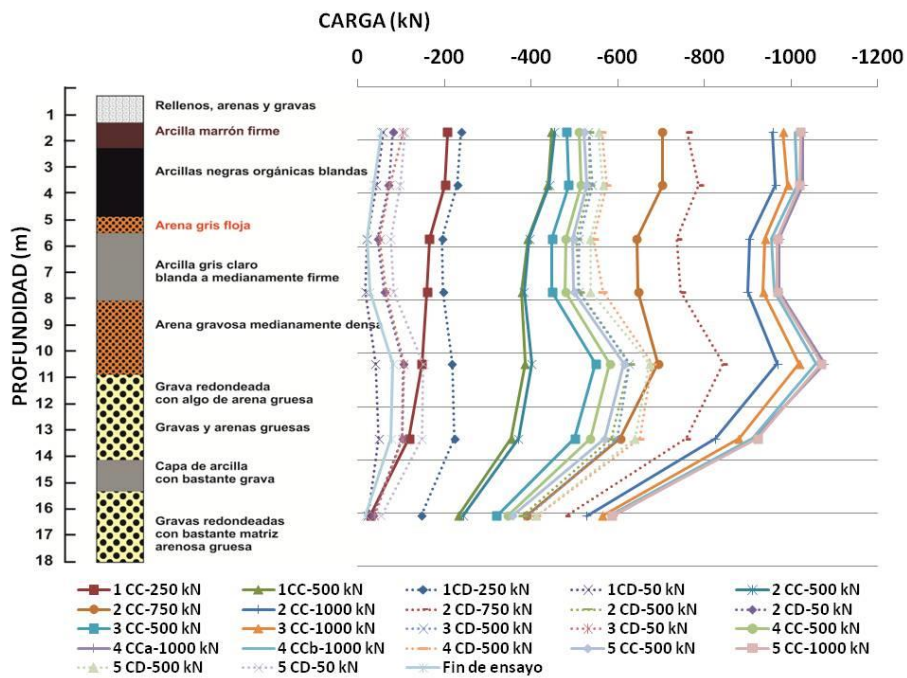 CARGA (kN)
0 -200 -400 -600 -800 -1000 -1200
PROFUNDIDAD (m)
1
2
3
4
5
6
7
8
9
10
11
12
13
14
15
16
17
18
Rellenos, arenas y gravas
Arcilla marrón firme
Arcillas negras orgánicas blandas
Arena gris floja
Arcilla gris claro
blanda a medianamente firme
Arena gravosa medianamente densa
Grava redondeada
con algo de arena gruesa
Gravas y arenas gruesas
Capa de arcilla
con bastante grava
Gravas redondeadas
con bastante matriz
arenosa gruesa
1 CC-250 kN 1CC-500 kN 1CD-250 kN 1CD-50 kN 2 CC-500 kN
2 CC-750 kN 2 CC-1000 kN 2 CD-750 kN 2 CD-500 kN 2 CD-50 kN
3 CC-500 kN 3 CC-1000 kN 3 CD-500 kN 3 CD-50 kN 4 CC-500 kN
4 CCa-1000 kN 4 CCb-1000 kN 4 CD-500 kN 5 CC-500 kN 5 CC-1000 kN
5 CD-500 kN 5 CD-50 kN Fin de ensayo